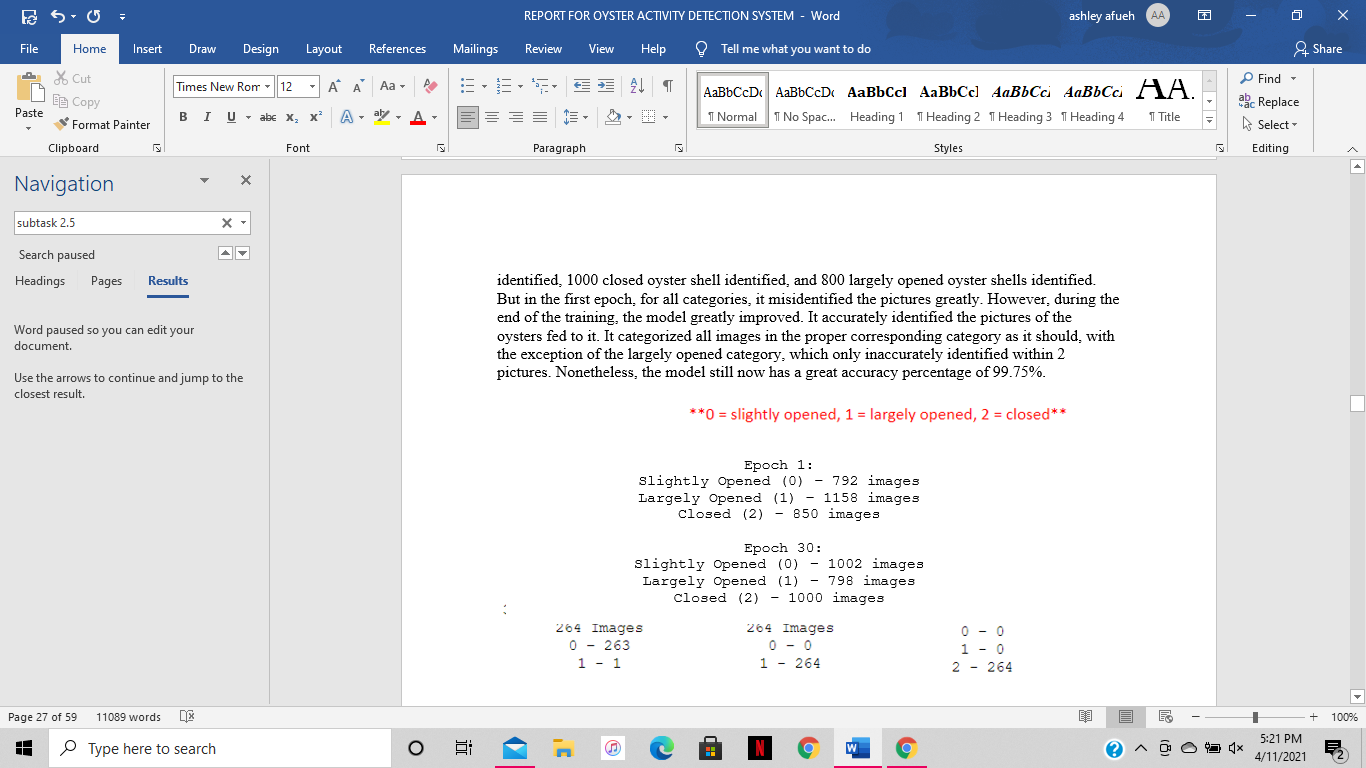 REPORT FOR OYSTER ACTIVITY DETECTION SYSTEM - Word
ashley afueh
AA
File Home Insert Draw Design Layout References Mailings Review View Help Tell me what you want to do
Share
Paste
Cut
Copy
Format Painter
Clipboard
Times New Rom 12
Aa
B I U abc x₂ x²
Font
Paragraph
AaBbCcDc AaBbCcDc AaBbCcI AaBbCcI AaBbCcI AaBbCcI AA.
¶ Normal ¶ No Spac... Heading 1 ¶ Heading 2 ¶ Heading 3 ¶ Heading 4 ¶ Title
Styles
Find
Replace
Select
Editing
Navigation
subtask 2.5
Search paused
Headings Pages Results
Word paused so you can edit your
document.
Use the arrows to continue and jump to the
closest result.
identified, 1000 closed oyster shell identified, and 800 largely opened oyster shells identified.
But in the first epoch, for all categories, it misidentified the pictures greatly. However, during the
end of the training, the model greatly improved. It accurately identified the pictures of the
oysters fed to it. It categorized all images in the proper corresponding category as it should, with
the exception of the largely opened category, which only inaccurately identified within 2
pictures. Nonetheless, the model still now has a great accuracy percentage of 99.75%.
**0 = slightly opened, 1 = largely opened, 2 = closed**
Epoch 1:
Slightly Opened (0) – 792 images
Largely Opened (1) – 1158 images
Closed (2) – 850 images
Epoch 30:
Slightly Opened (0) – 1002 images
Largely Opened (1) – 798 images
Closed (2) – 1000 images
264 Images
0 – 263
1 – 1
264 Images
0 – 0
1 – 264
0 – 0
1 – 0
2 – 264
Page 27 of 59 11089 words
100%
Type here to search
5:21 PM
4/11/2021
2